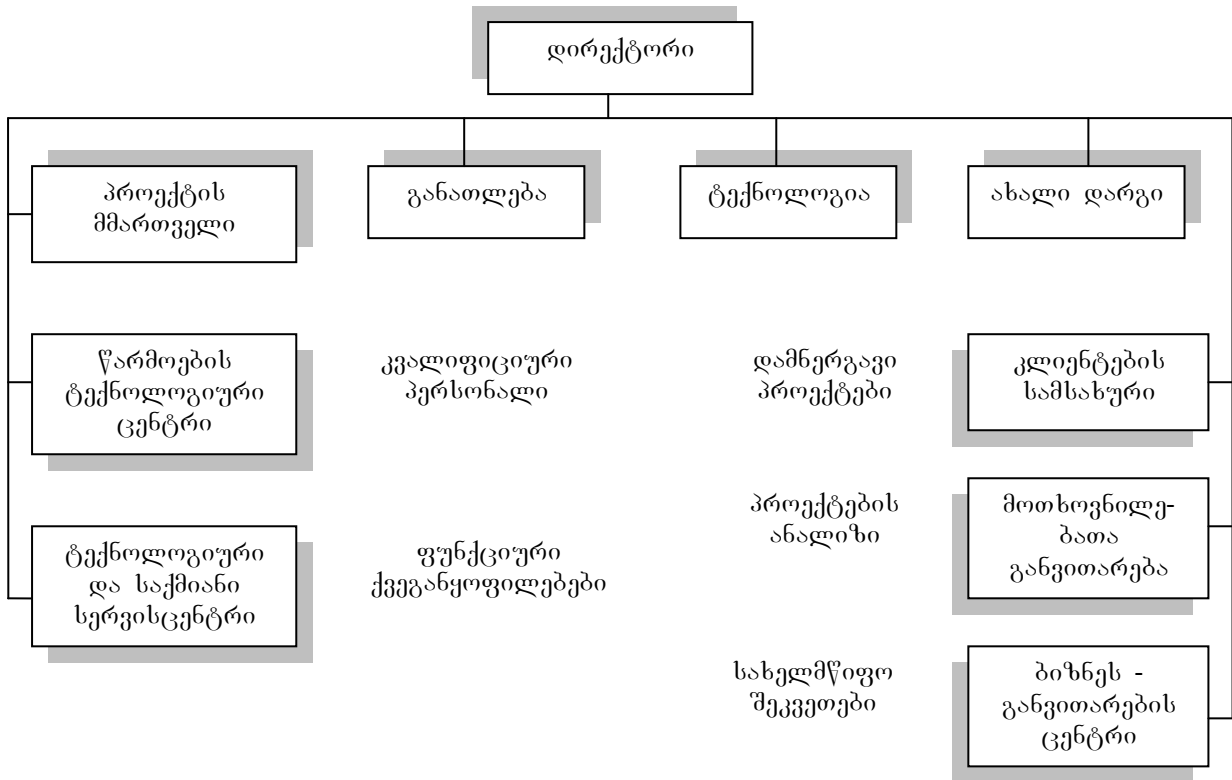 დირექტორი
პროექტის
მმართველი
განათლება
ტექნოლოგია
ახალი დარგი
წარმოების
ტექნოლოგიური
ცენტრი
კვალიფიციური
პერსონალი
დამნერგავი
პროექტები
კლიენტების
სამსახური
ტექნოლოგიური
და საქმიანი
სერვისცენტრი
ფუნქციური
ქვეგანყოფილებები
პროექტების
ანალიზი
მოთხოვნილე-
ბათა
განვითარება
სახელმწიფო
შეკვეთები
ბიზნეს -
განვითარების
ცენტრი